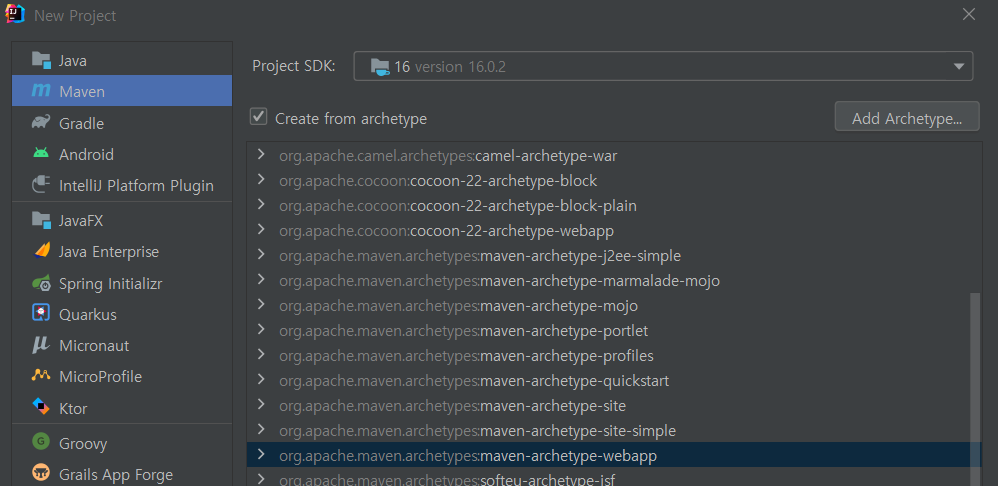 New Project
Java
Maven
Gradle
Android
IntelliJ Platform Plugin
JavaFX
Java Enterprise
Spring Initializr
Quarkus
Micronaut
MicroProfile
Ktor
Groovy
Grails App Forge
Project SDK: 16 version 16.0.2
Create from archetype
Add Archetype...
org.apache.camel.archetypes:camel-archetype-war
org.apache.cocoon:cocoon-22-archetype-block
org.apache.cocoon:cocoon-22-archetype-block-plain
org.apache.cocoon:cocoon-22-archetype-webapp
org.apache.maven.archetypes:maven-archetype-j2ee-simple
org.apache.maven.archetypes:maven-archetype-marmalade-mojo
org.apache.maven.archetypes:maven-archetype-mojo
org.apache.maven.archetypes:maven-archetype-portlet
org.apache.maven.archetypes:maven-archetype-profiles
org.apache.maven.archetypes:maven-archetype-quickstart
org.apache.maven.archetypes:maven-archetype-site
org.apache.maven.archetypes:maven-archetype-site-simple
org.apache.maven.archetypes:maven-archetype-webapp
org.apache.maven.archetypes:softeu-archetype-jsf